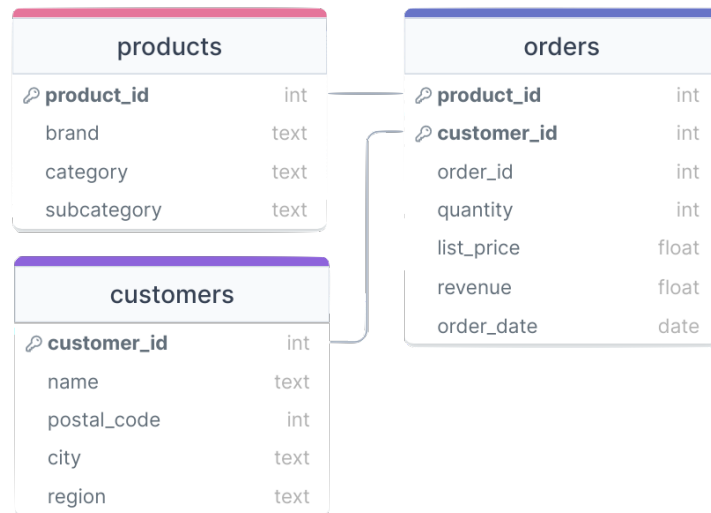 products
product_id int
brand text
category text
subcategory text
orders
product_id int
customer_id int
order_id int
quantity int
list_price float
revenue float
order_date date
customers
customer_id int
name text
postal_code int
city text
region text